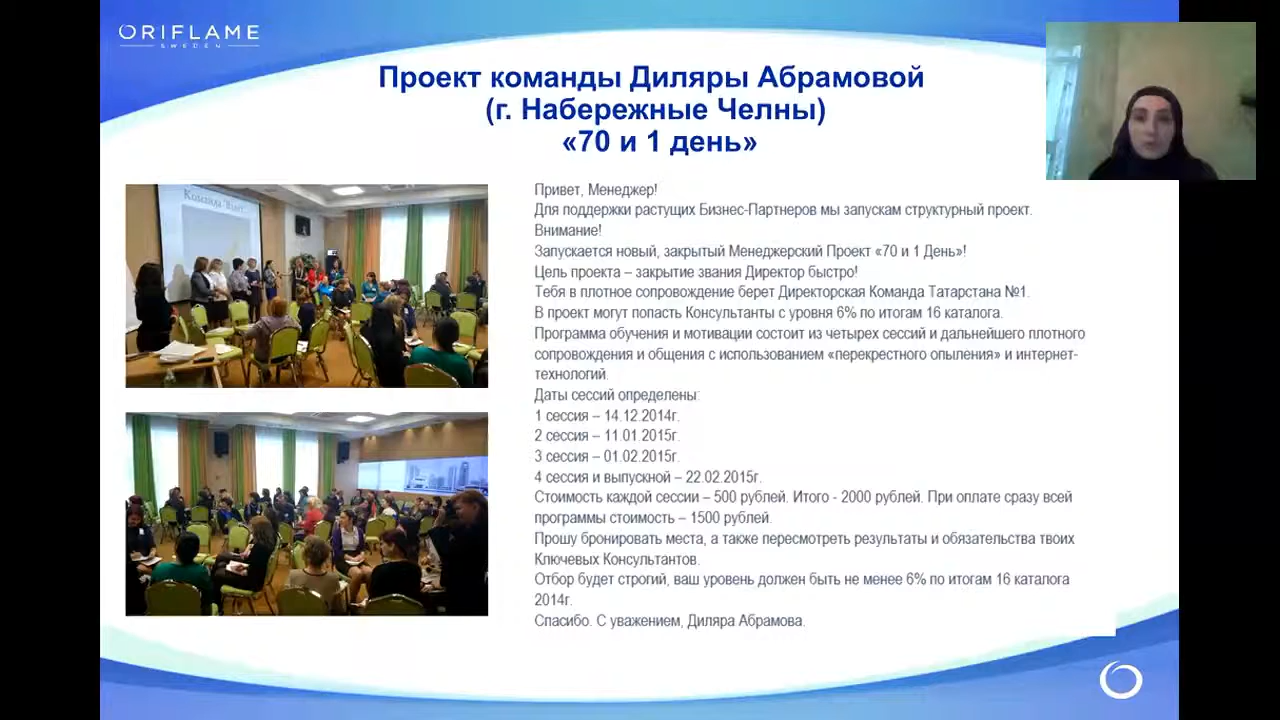 ORIFLAME
SWEDEN
Проект команды Диляры Абрамовой
(г. Набережные Челны)
«70 и 1 день»
Команда "Взлет"
Привет, Менеджер!
Для поддержки растущих Бизнес-Партнеров мы запускам структурный проект.
Внимание!
Запускается новый, закрытый Менеджерский Проект «70 и 1 День»!
Цель проекта – закрытие звания Директор быстро!
Тебя в плотное сопровождение берет Директорская Команда Татарстана №1.
В проект могут попасть Консультанты с уровня 6% по итогам 16 каталога.
Программа обучения и мотивации состоит из четырех сессий и дальнейшего плотного
сопровождения и общения с использованием «перекрестного опыления» и интернет-
технологий.
Даты сессий определены:
1 сессия – 14.12.2014г.
2 сессия – 11.01.2015г.
3 сессия – 01.02.2015г.
4 сессия и выпускной – 22.02.2015г.
Стоимость каждой сессии – 500 рублей. Итого - 2000 рублей. При оплате сразу всей
программы стоимость – 1500 рублей.
Прошу бронировать места, а также пересмотреть результаты и обязательства твоих
Ключевых Консультантов.
Отбор будет строгий, ваш уровень должен быть не менее 6% по итогам 16 каталога
2014г.
Спасибо. С уважением, Диляра Абрамова.